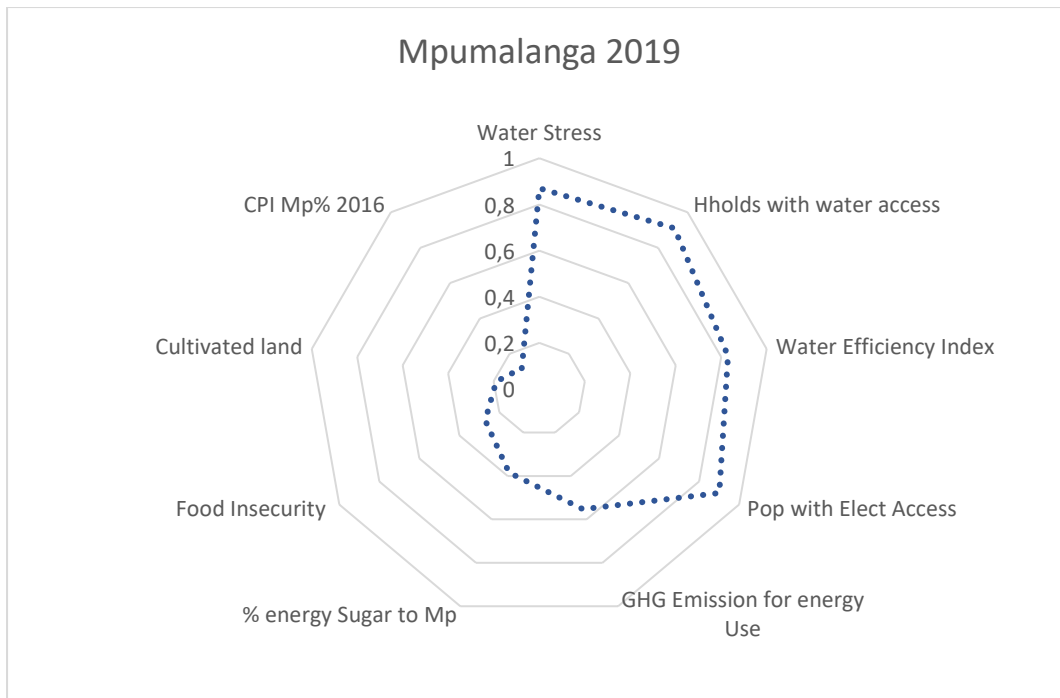 Mpumalanga 2019
Water Stress
1
CPI Mp% 2016
Hholds with water access
0,8
0,6
0,4
Cultivated land
Water Efficiency Index
0,2
0
Food Insecurity
Pop with Elect Access
% energy Sugar to Mp
GHG Emission for energy
Use